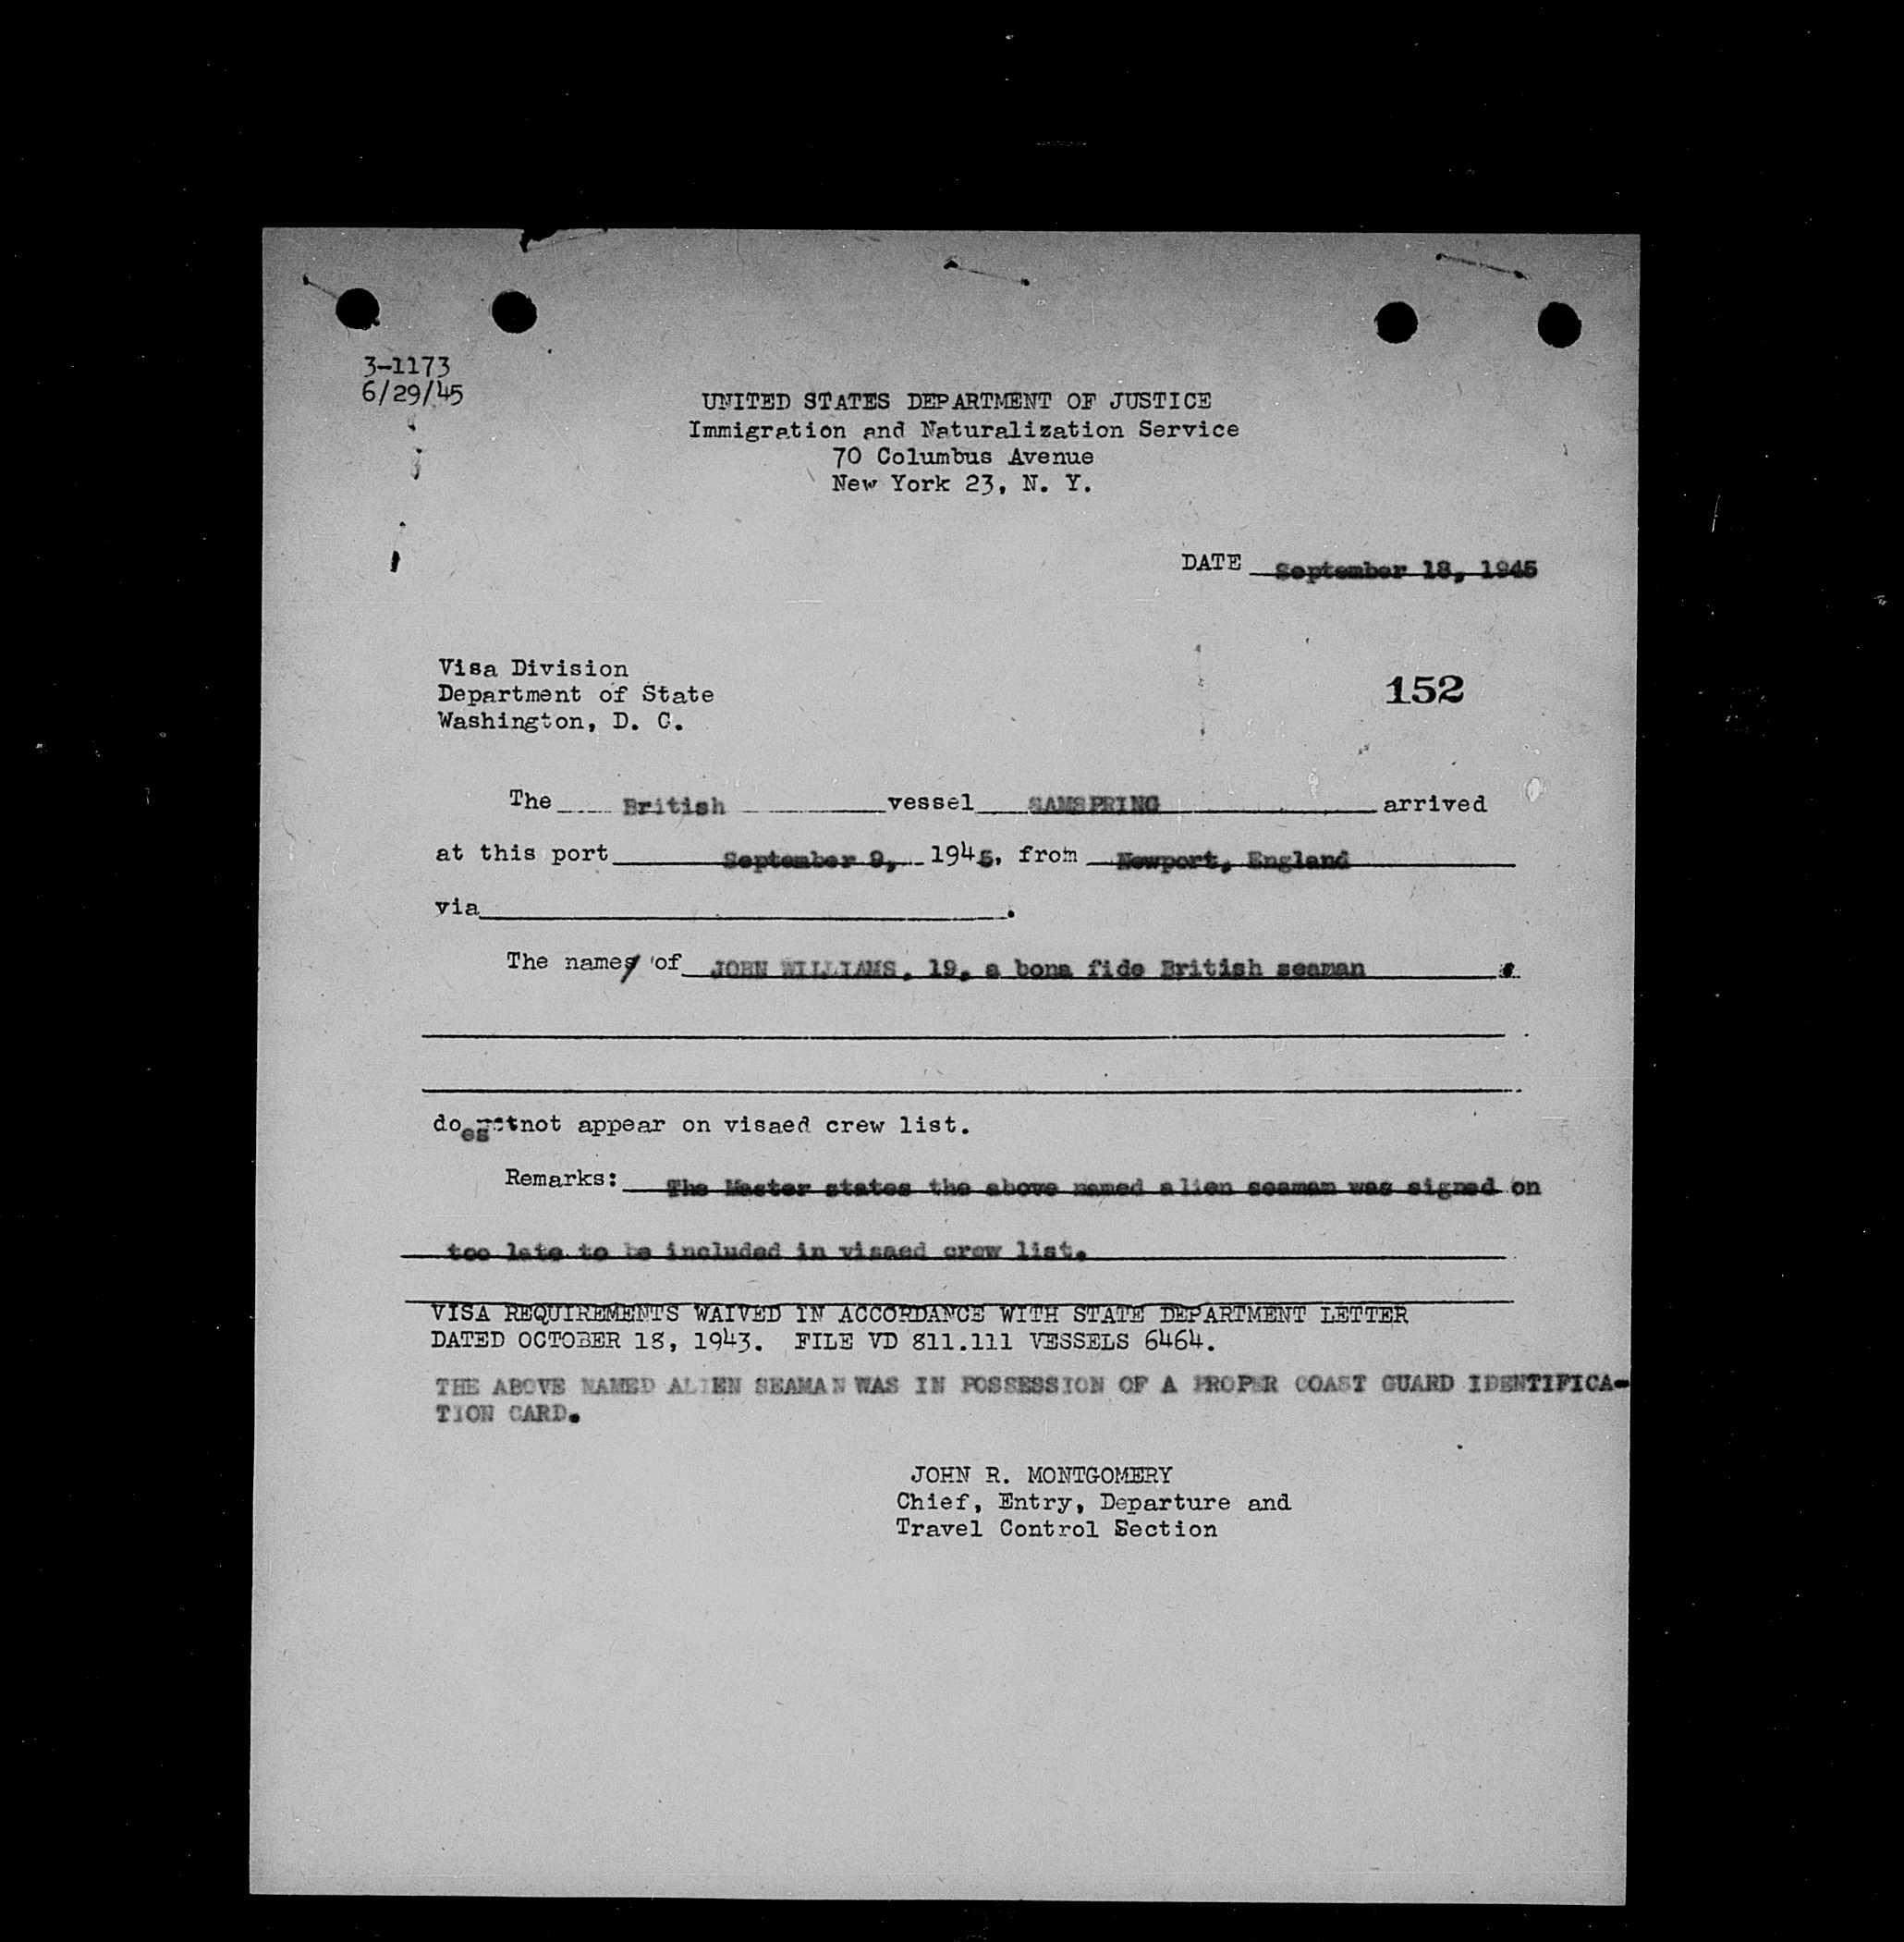 3-1173
6/29/45
UNITED STATES DEPARTMENT OF JUSTICE
Immigration and Naturalization Service
70 Columbus Avenue
New York 23, N. Y.
DATE September 18, 1945
Visa Division
Department of State
Washington, D. C.
152
The British vessel SAMSPRING arrived
at this port September 9, 1945, from Newport, England
via .
The names of JOHN WILLIAMS, 19, a bona fide British seaman
does not appear on visaed crew list.
Remarks: The Master states the above named alien seaman was signed on
too late to be included in visaed crew list.
VISA REQUIREMENTS WAIVED IN ACCORDANCE WITH STATE DEPARTMENT LETTER
DATED OCTOBER 18, 1943. FILE VD 811.111 VESSELS 6464.
THE ABOVE NAMED ALIEN SEAMAN WAS IN POSSESSION OF A PROPER COAST GUARD IDENTIFICA-
TION CARD.
JOHN R. MONTGOMERY
Chief, Entry, Departure and
Travel Control Section